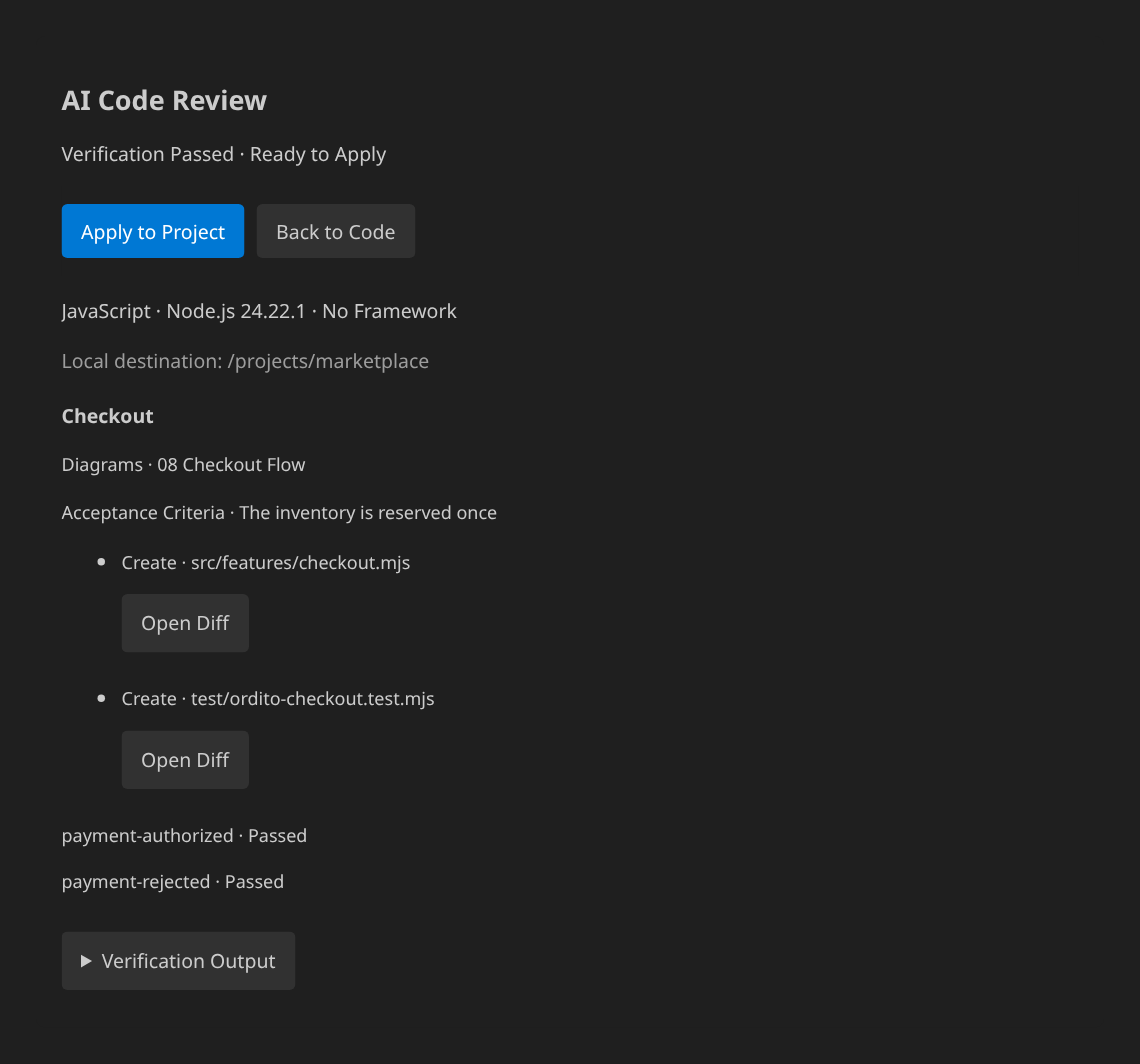 AI Code Review
Verification Passed · Ready to Apply
Apply to Project
Back to Code
JavaScript · Node.js 24.22.1 · No Framework
Local destination: /projects/marketplace
Checkout
Diagrams · 08 Checkout Flow
Acceptance Criteria · The inventory is reserved once
Create · src/features/checkout.mjs
Open Diff
Create · test/ordito-checkout.test.mjs
Open Diff
payment-authorized · Passed
payment-rejected · Passed
Verification Output